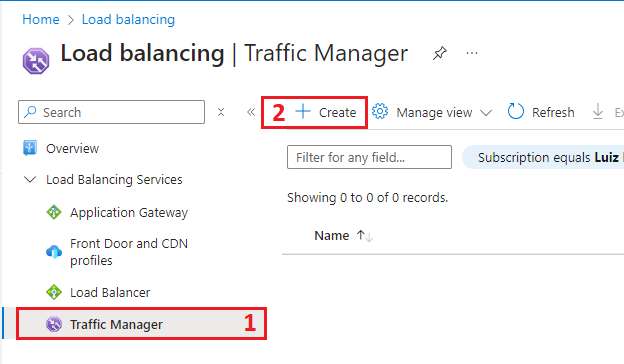 Home > Load balancing
Load balancing | Traffic Manager
Search
2 + Create Manage view Refresh
Overview
Filter for any field...
Subscription equals Luiz
Load Balancing Services
Showing 0 to 0 of 0 records.
Application Gateway
Name ↑↓
Front Door and CDN
profiles
Load Balancer
Traffic Manager 1